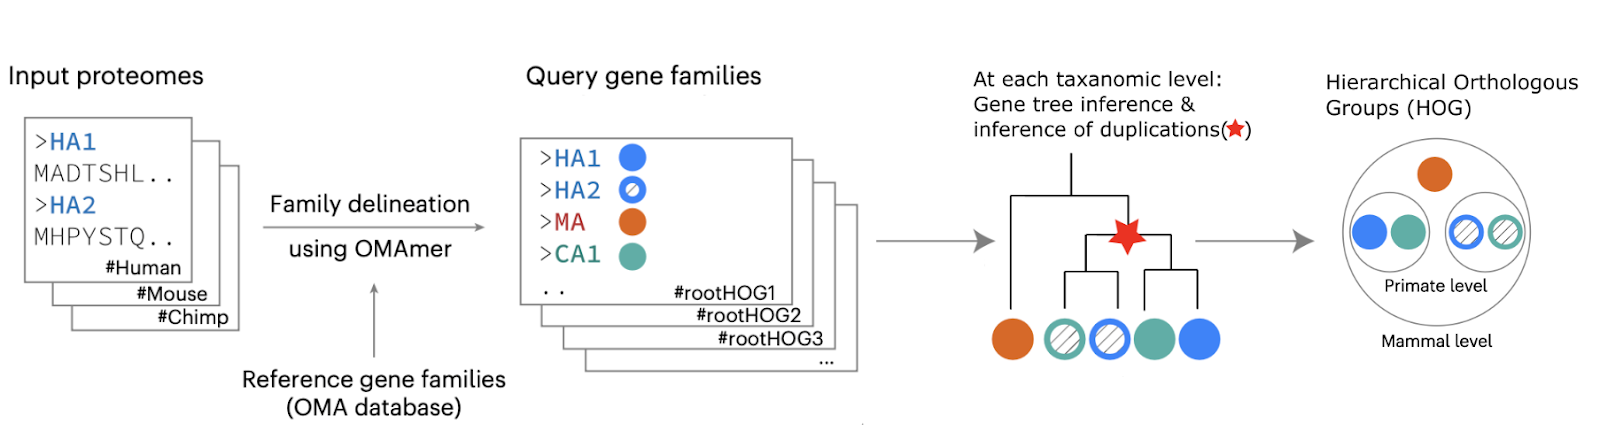 Input proteomes
>HA1
MADTSHL..
>HA2
MHPYSTQ..
#Human
#Mouse
#Chimp
Family delineation
using OMAmer
Reference gene families
(OMA database)
Query gene families
>HA1
>HA2
>MA
>CA1
..
#rootHOG1
#rootHOG2
#rootHOG3
...
At each taxanomic level:
Gene tree inference &
inference of duplications(★)
Hierarchical Orthologous
Groups (HOG)
Primate level
Mammal level